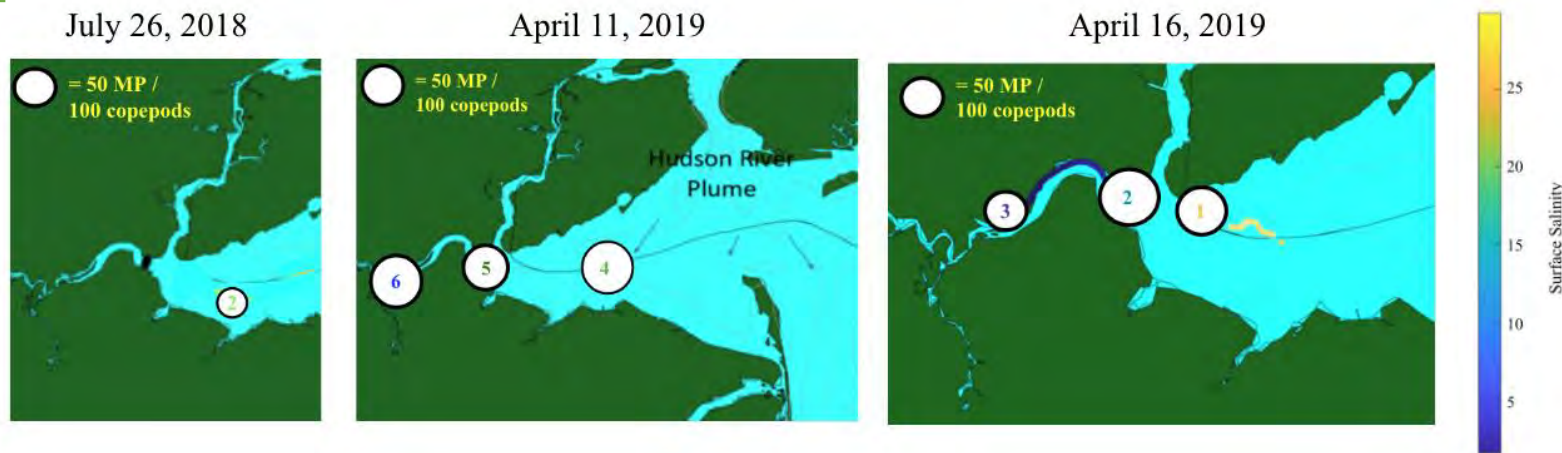 July 26, 2018
= 50 MP /
100 copepods
2
April 11, 2019
= 50 MP /
100 copepods
Hudson River
Plume
6
5
4
April 16, 2019
= 50 MP /
100 copepods
3
2
1
25
20
15
10
5
Surface Salinity